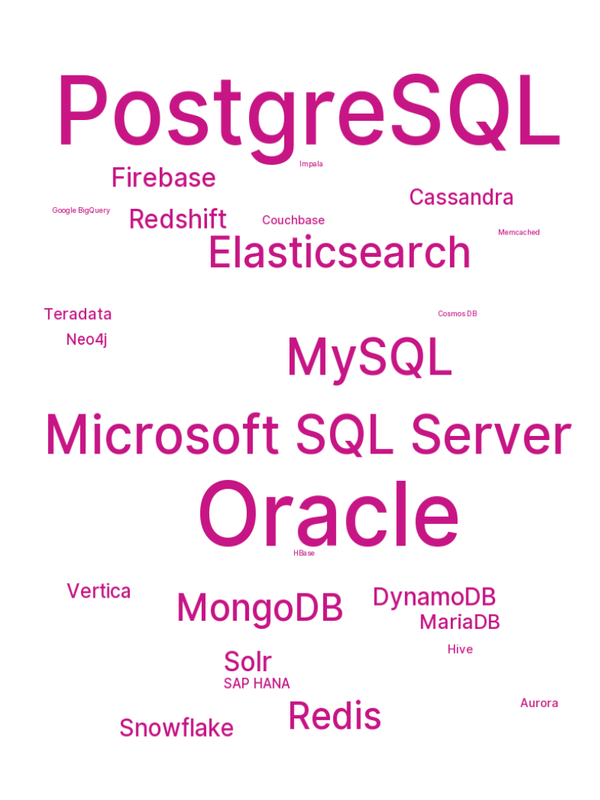 PostgreSQL
Impala
Firebase
Cassandra
Google BigQuery
Redshift
Couchbase
Memcached
Elasticsearch
Teradata
Cosmos DB
Neo4j
MySQL
Microsoft SQL Server
Oracle
HBase
Vertica
MongoDB
DynamoDB
MariaDB
Hive
Solr
SAP HANA
Aurora
Redis
Snowflake